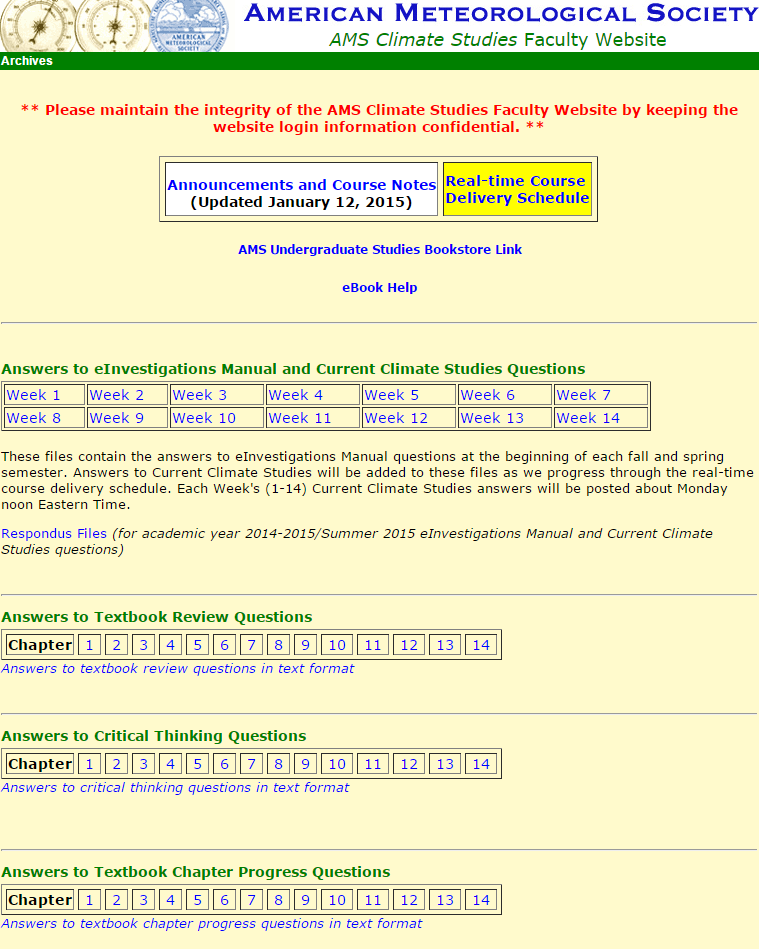 AMERICAN METEOROLOGICAL SOCIETY
AMS Climate Studies Faculty Website
AMERICAN
METEOROLOGICAL
SOCIETY
Archives
** Please maintain the integrity of the AMS Climate Studies Faculty Website by keeping the
website login information confidential. **
Announcements and Course Notes
(Updated January 12, 2015)
Real-time Course
Delivery Schedule
AMS Undergraduate Studies Bookstore Link
eBook Help
Answers to eInvestigations Manual and Current Climate Studies Questions
Week 1 Week 2 Week 3 Week 4 Week 5 Week 6 Week 7
Week 8 Week 9 Week 10 Week 11 Week 12 Week 13 Week 14
These files contain the answers to eInvestigations Manual questions at the beginning of each fall and spring
semester. Answers to Current Climate Studies will be added to these files as we progress through the real-time
course delivery schedule. Each Week's (1-14) Current Climate Studies answers will be posted about Monday
noon Eastern Time.
Respondus Files (for academic year 2014-2015/Summer 2015 eInvestigations Manual and Current Climate
Studies questions)
Answers to Textbook Review Questions
Chapter 1 2 3 4 5 6 7 8 9 10 11 12 13 14
Answers to textbook review questions in text format
Answers to Critical Thinking Questions
Chapter 1 2 3 4 5 6 7 8 9 10 11 12 13 14
Answers to critical thinking questions in text format
Answers to Textbook Chapter Progress Questions
Chapter 1 2 3 4 5 6 7 8 9 10 11 12 13 14
Answers to textbook chapter progress questions in text format